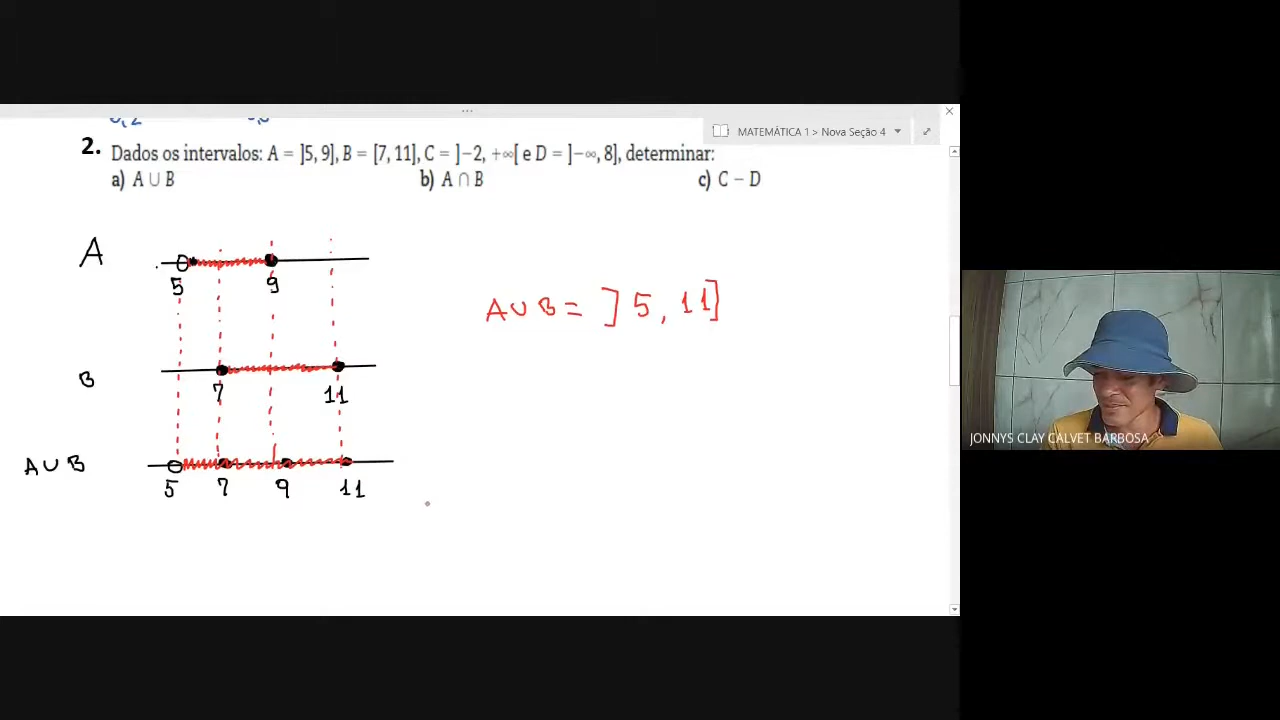 MATEMÁTICA 1 > Nova Seção 4
2. Dados os intervalos: A = ]5, 9], B = [7, 11], C = ]−2, +∞[ e D = ]−∞, 8], determinar:
a) A ∪ B b) A ∩ B c) C − D
A
5 9
A∪B = ]5, 11]
B
7 11
A∪B
5 7 9 11
JONNYS CLAY CALVET BARBOSA